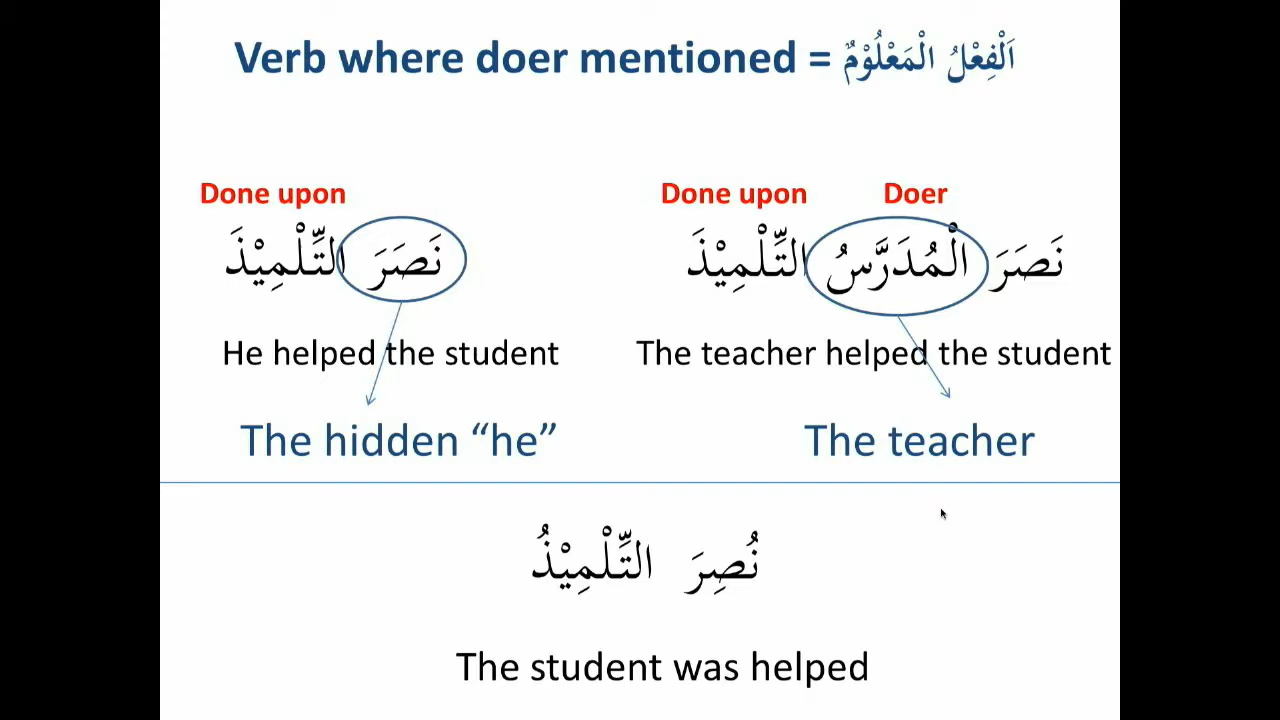 Verb where doer mentioned = اَلْفِعْلُ الْمَعْلُوْمٌ
Done upon
Done upon Doer
نَصَرَ التِّلْمِيْذَ
نَصَرَ الْمُدَرَّسُ التِّلْمِيْذَ
He helped the student
The teacher helped the student
The hidden “he”
The teacher
نُصِرَ التِّلْمِيْذُ
The student was helped